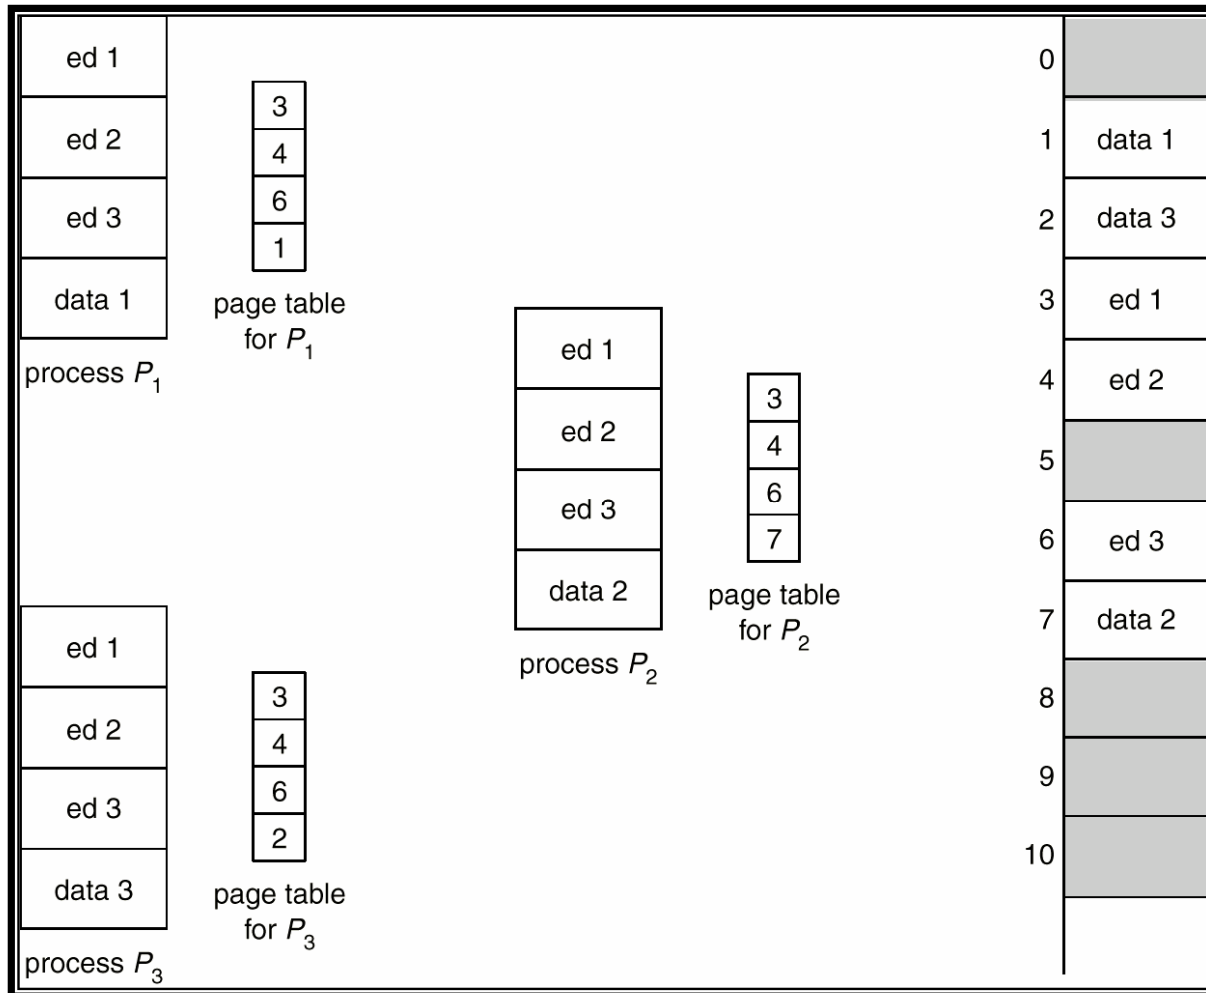 ed 1
ed 2
ed 3
data 1
process P1
3
4
6
1
page table
for P1
ed 1
ed 2
ed 3
data 2
process P2
3
4
6
7
page table
for P2
ed 1
ed 2
ed 3
data 3
process P3
3
4
6
2
page table
for P3
0
1 data 1
2 data 3
3 ed 1
4 ed 2
5
6 ed 3
7 data 2
8
9
10